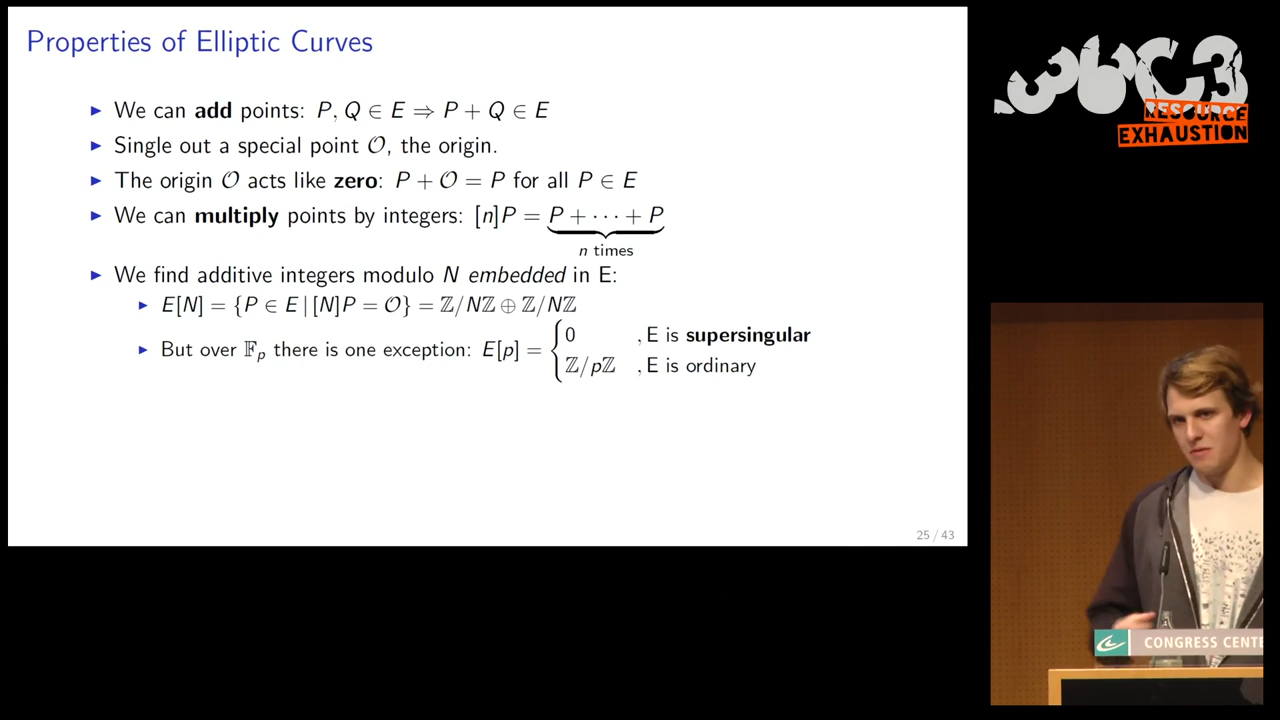 Properties of Elliptic Curves
▶ We can add points: P, Q ∈ E ⇒ P + Q ∈ E
▶ Single out a special point 𝒪, the origin.
▶ The origin 𝒪 acts like zero: P + 𝒪 = P for all P ∈ E
▶ We can multiply points by integers: [n]P = P + ⋯ + P
n times
▶ We find additive integers modulo N embedded in E:
▶ E[N] = {P ∈ E | [N]P = 𝒪} = ℤ/Nℤ ⊕ ℤ/Nℤ
▶ But over 𝔽p there is one exception: E[p] = {
0 , E is supersingular
ℤ/pℤ , E is ordinary
25 / 43
36C3
RESOURCE
EXHAUSTION
CONGRESS CENTE